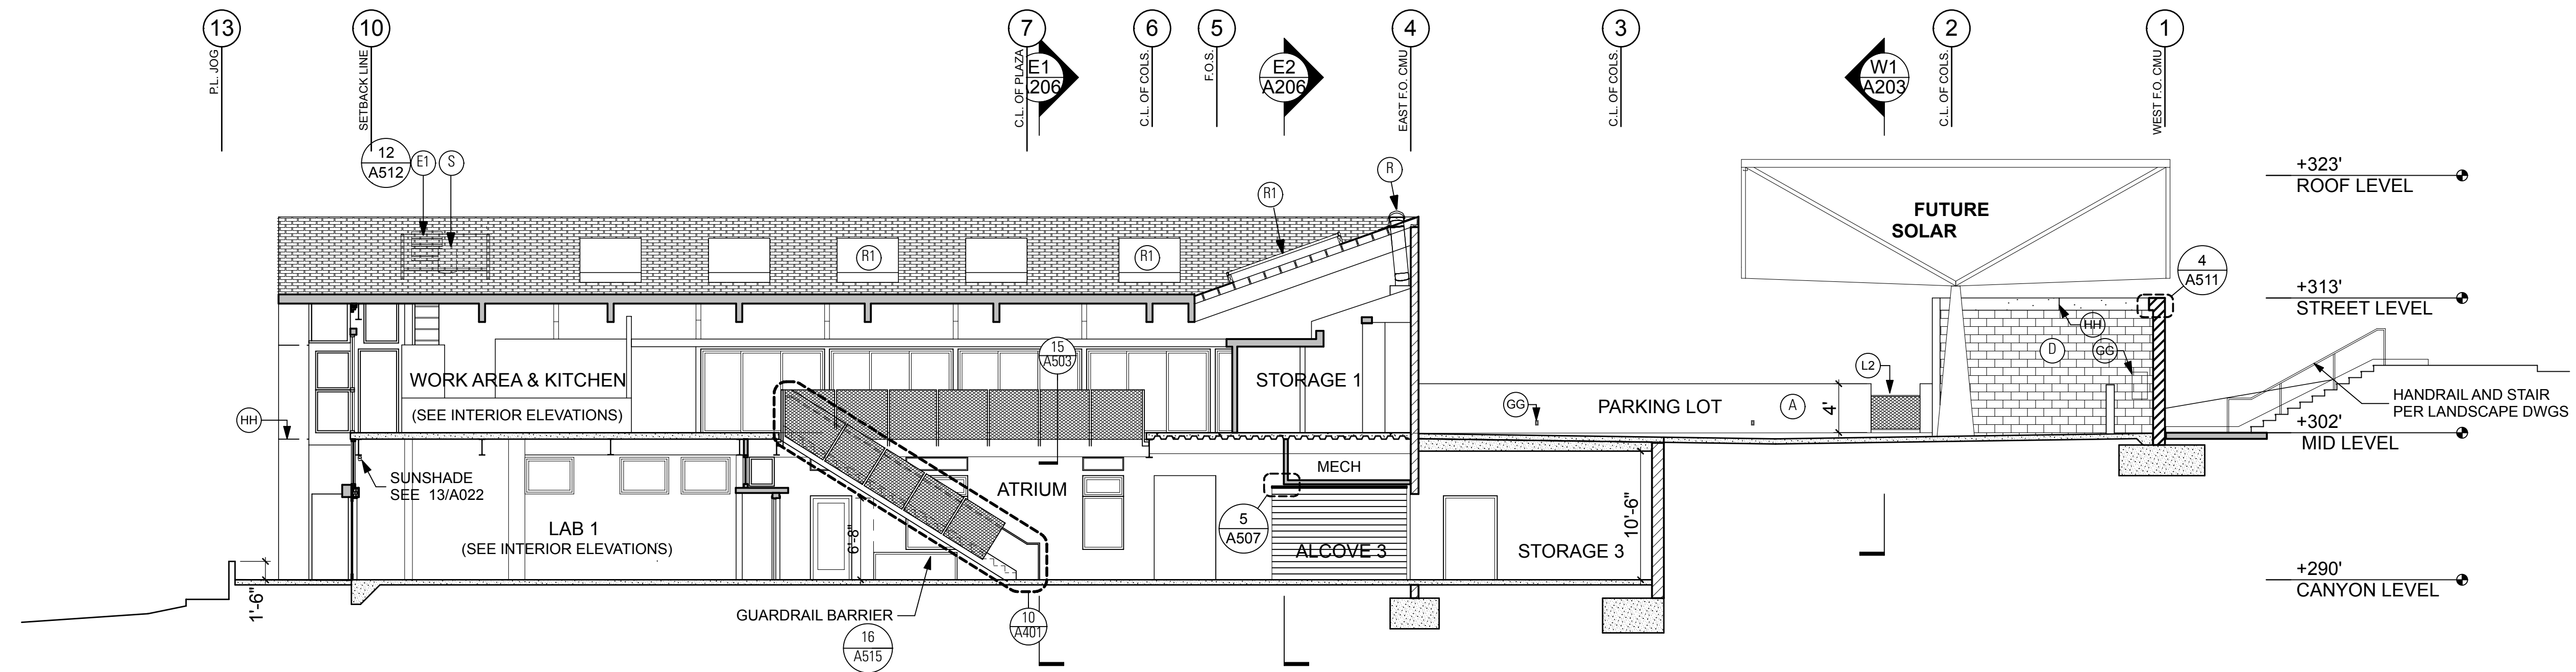 13
10
7
6
5
4
3
2
1
P.L. JOG
SETBACK LINE
C.L. OF PLAZA
E1
A206
C.L. OF COLS.
F.O.S.
E2
A206
EAST F.O. CMU
C.L. OF COLS.
W1
A203
C.L. OF COLS.
WEST F.O. CMU
12
A512
E1
S
R1
R
R1
R1
FUTURE
SOLAR
4
A511
+323'
ROOF LEVEL
+313'
STREET LEVEL
+302'
MID LEVEL
+290'
CANYON LEVEL
HH
D
GG
L2
HANDRAIL AND STAIR
PER LANDSCAPE DWGS
WORK AREA & KITCHEN
(SEE INTERIOR ELEVATIONS)
15
A503
STORAGE 1
GG
PARKING LOT
A
4'
HH
SUNSHADE
SEE 13/A022
LAB 1
(SEE INTERIOR ELEVATIONS)
6'-8"
ATRIUM
MECH
5
A507
ALCOVE 3
STORAGE 3
10'-6"
1'-6"
GUARDRAIL BARRIER
16
A515
10
A401